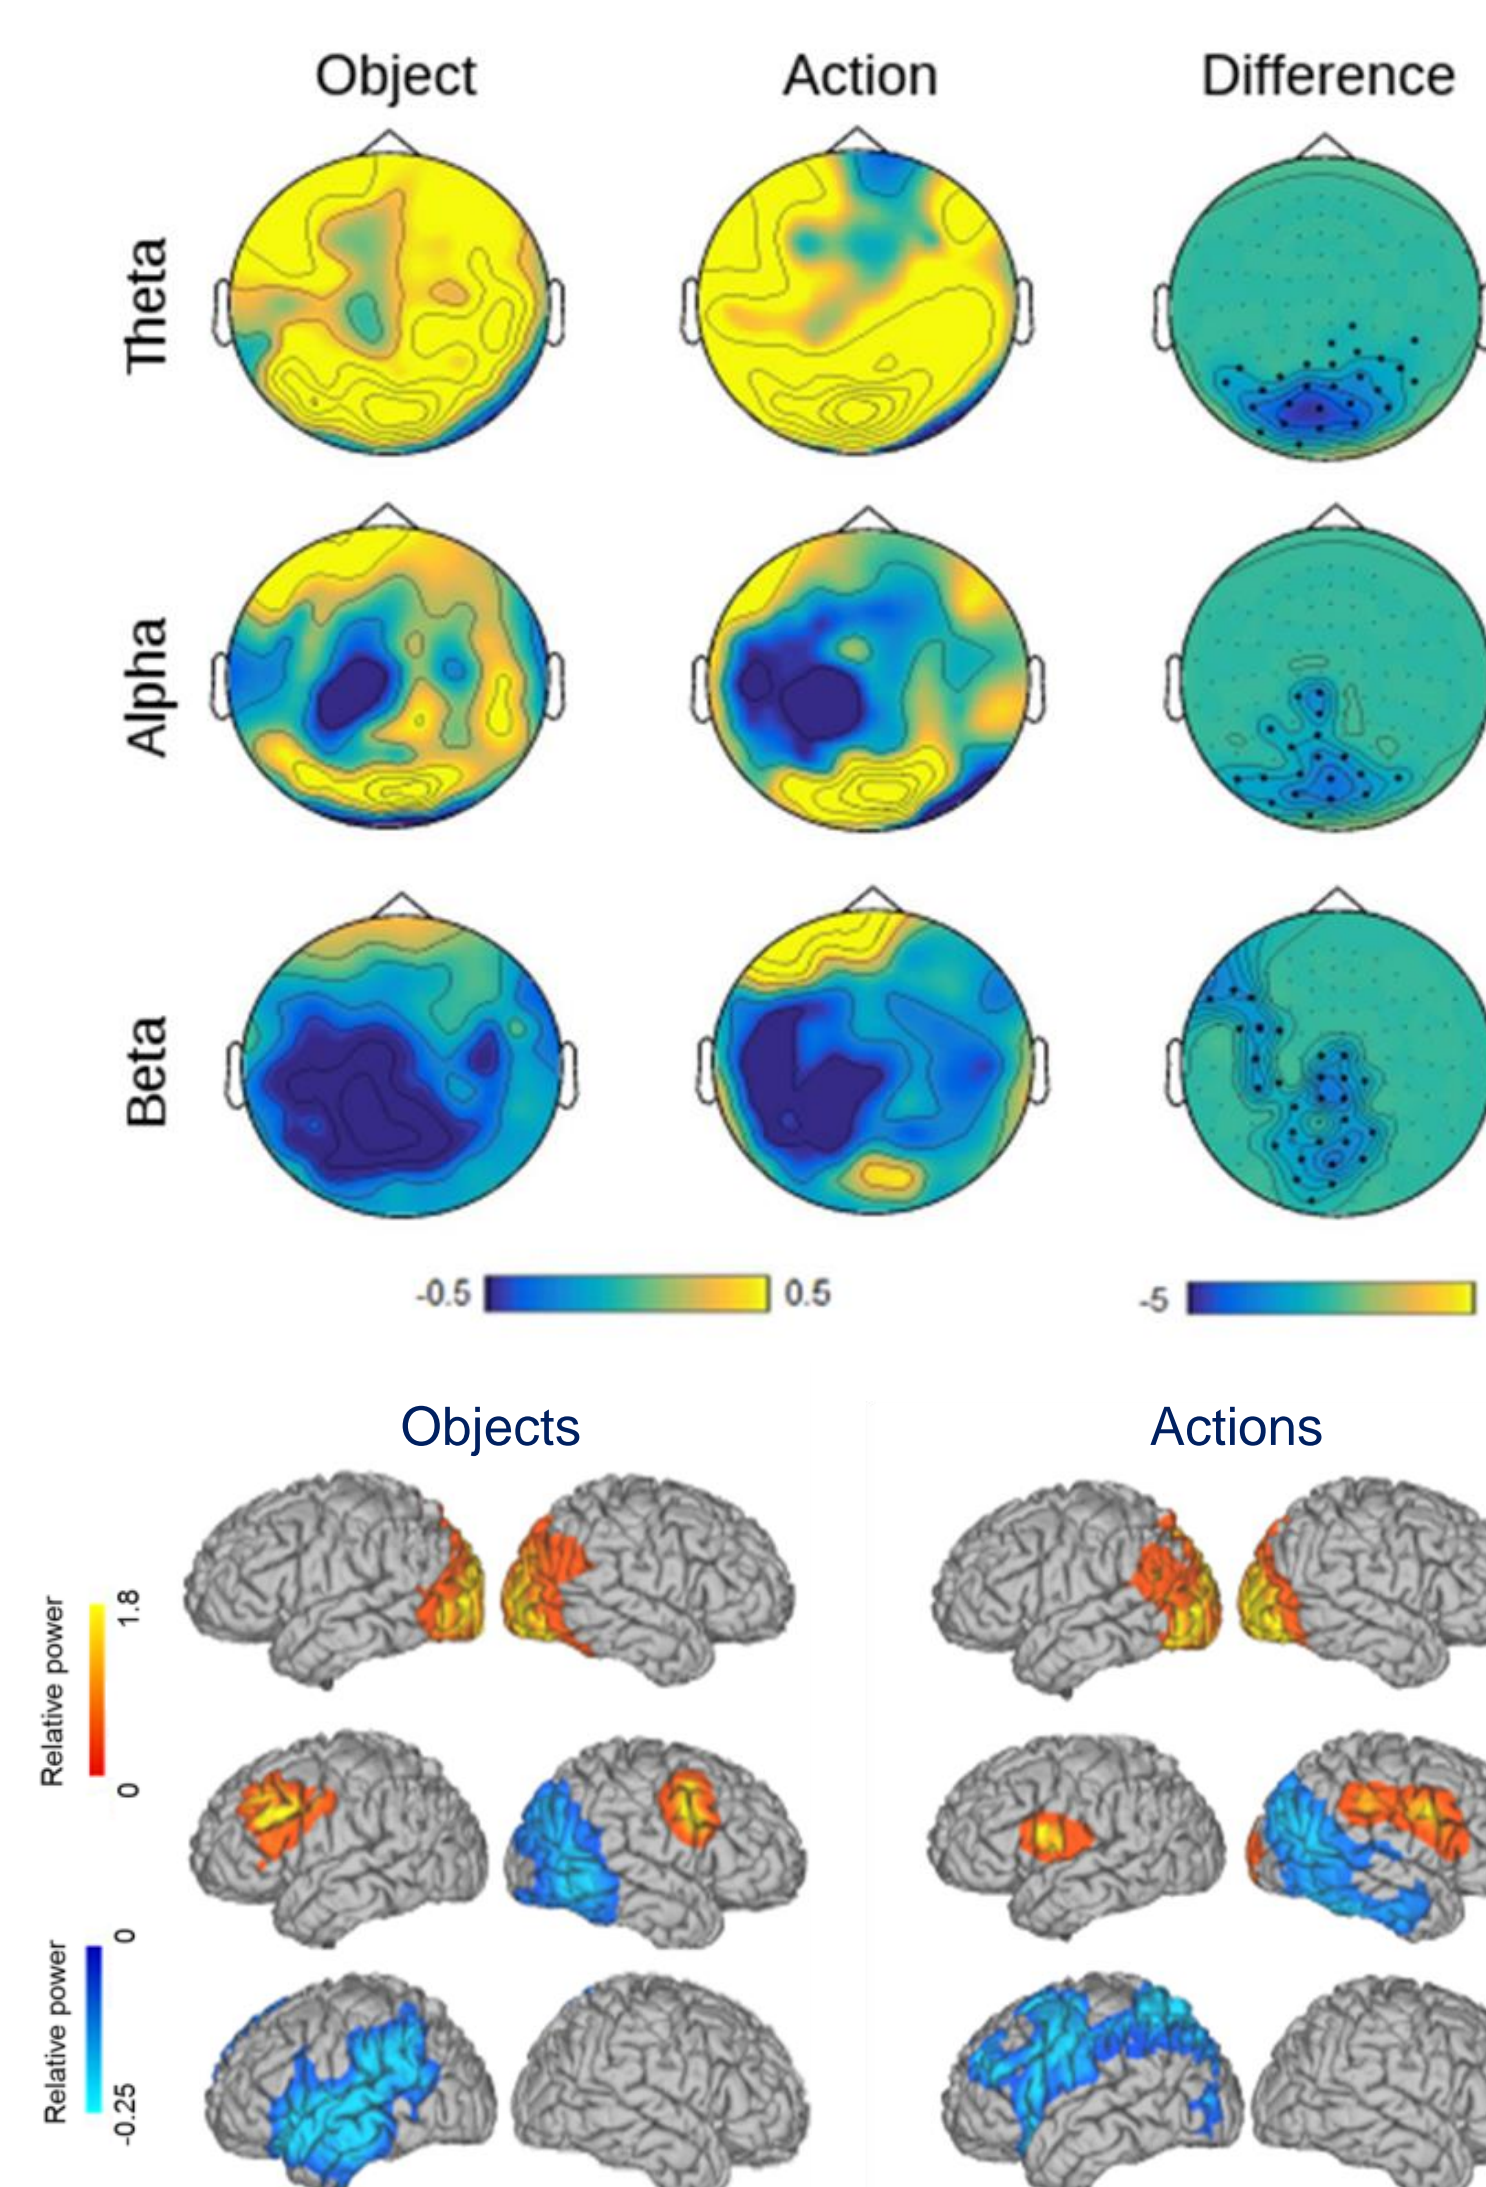 Object Action Difference
Theta
Alpha
Beta
-0.5 0.5 -5
Objects Actions
Relative power
1.8
0
Relative power
0
-0.25